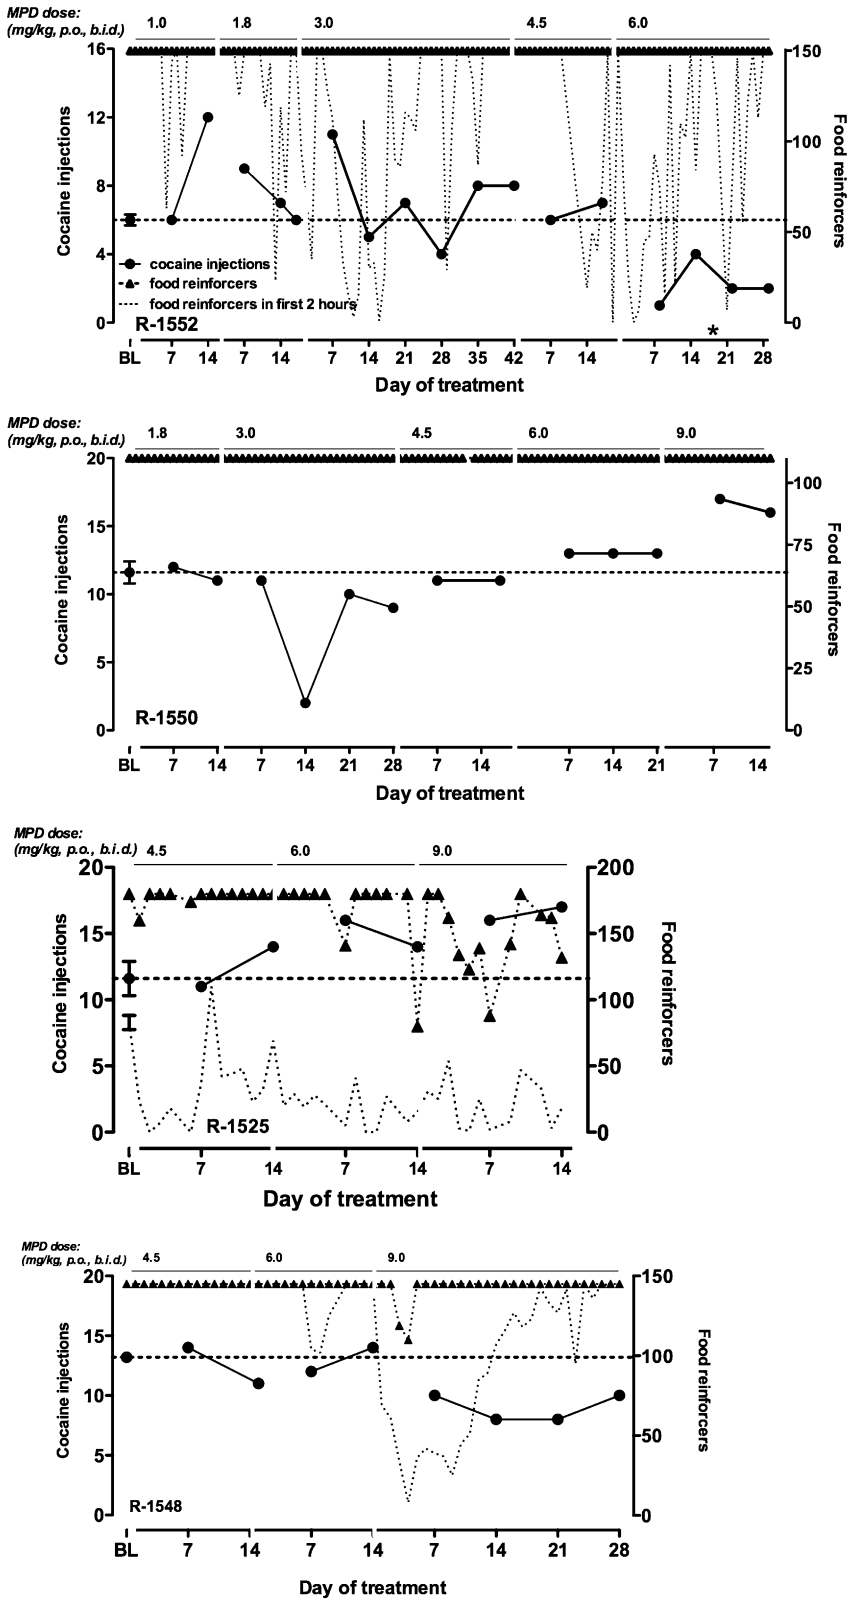 MPD dose:
(mg/kg, p.o., b.i.d.)
1.0 1.8 3.0 4.5 6.0
16
12
8
4
0
Cocaine injections
150
100
50
0
Food reinforcers
cocaine injections
food reinforcers
food reinforcers in first 2 hours
R-1552
*
BL 7 14 7 14 7 14 21 28 35 42 7 14 7 14 21 28
Day of treatment
MPD dose:
(mg/kg, p.o., b.i.d.)
1.8 3.0 4.5 6.0 9.0
20
15
10
5
0
Cocaine injections
100
75
50
25
0
Food reinforcers
R-1550
BL 7 14 7 14 21 28 7 14 7 14 21 7 14
Day of treatment
MPD dose:
(mg/kg, p.o., b.i.d.)
4.5 6.0 9.0
20
15
10
5
0
Cocaine injections
200
150
100
50
0
Food reinforcers
R-1525
BL 7 14 7 14 7 14
Day of treatment
MPD dose:
(mg/kg, p.o., b.i.d.)
4.5 6.0 9.0
20
15
10
5
0
Cocaine injections
150
100
50
0
Food reinforcers
R-1548
BL 7 14 7 14 7 14 21 28
Day of treatment